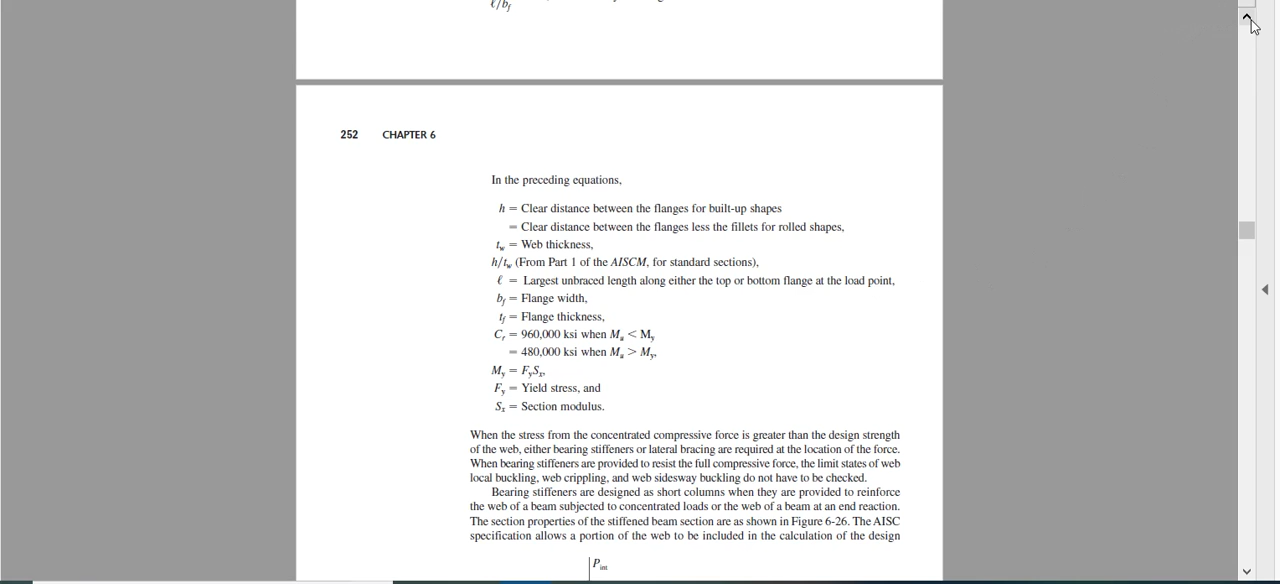 ℓ/bf
252 CHAPTER 6
In the preceding equations,
h = Clear distance between the flanges for built-up shapes
= Clear distance between the flanges less the fillets for rolled shapes,
tw = Web thickness,
h/tw (From Part 1 of the AISCM, for standard sections),
ℓ = Largest unbraced length along either the top or bottom flange at the load point,
bf = Flange width,
tf = Flange thickness,
Cr = 960,000 ksi when Mu < My
= 480,000 ksi when Mu > My,
My = FySx,
Fy = Yield stress, and
Sx = Section modulus.
When the stress from the concentrated compressive force is greater than the design strength
of the web, either bearing stiffeners or lateral bracing are required at the location of the force.
When bearing stiffeners are provided to resist the full compressive force, the limit states of web
local buckling, web crippling, and web sidesway buckling do not have to be checked.
Bearing stiffeners are designed as short columns when they are provided to reinforce
the web of a beam subjected to concentrated loads or the web of a beam at an end reaction.
The section properties of the stiffened beam section are as shown in Figure 6-26. The AISC
specification allows a portion of the web to be included in the calculation of the design
Pint